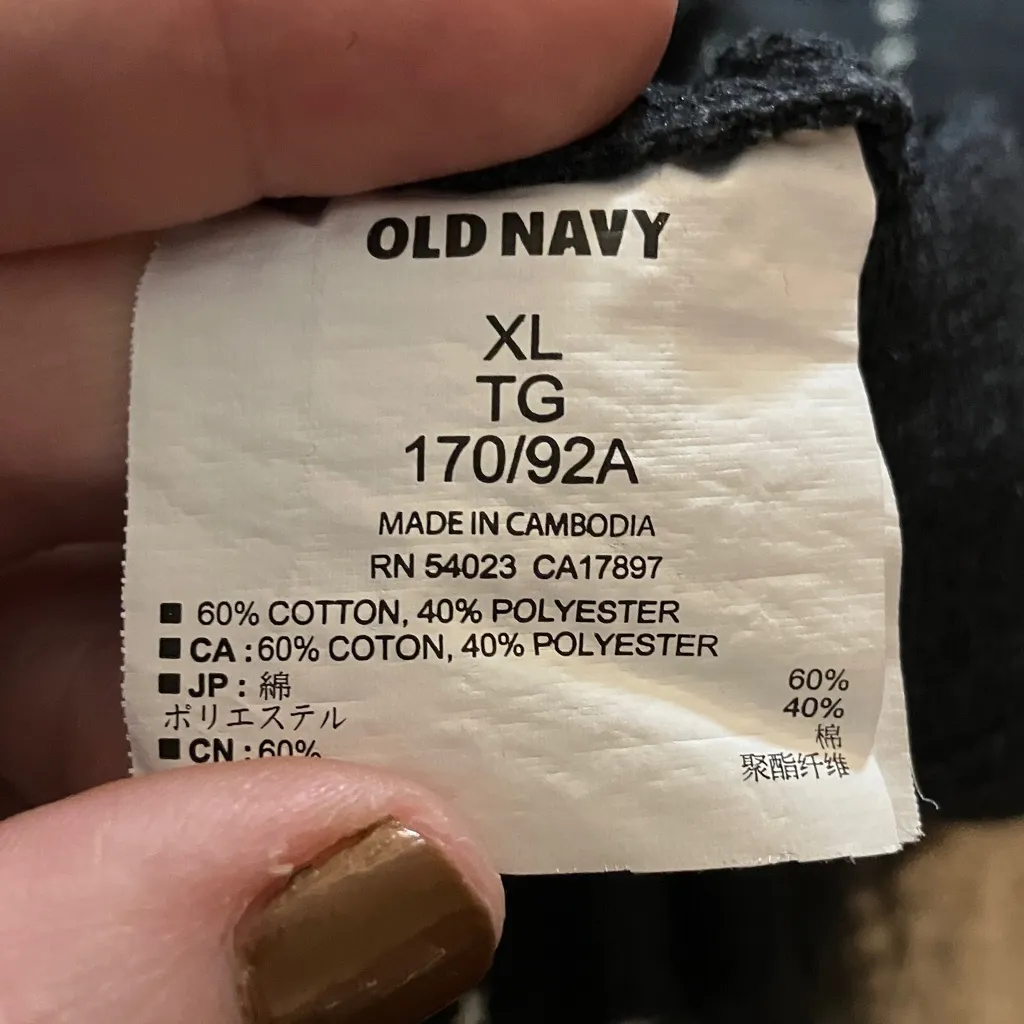 OLD NAVY
XL
TG
170/92A
MADE IN CAMBODIA
RN 54023 CA17897
■ 60% COTTON, 40% POLYESTER
■ CA : 60% COTON, 40% POLYESTER
■ JP : 綿 60%
ポリエステル 40%
■ CN : 60% 棉
聚酯纤维